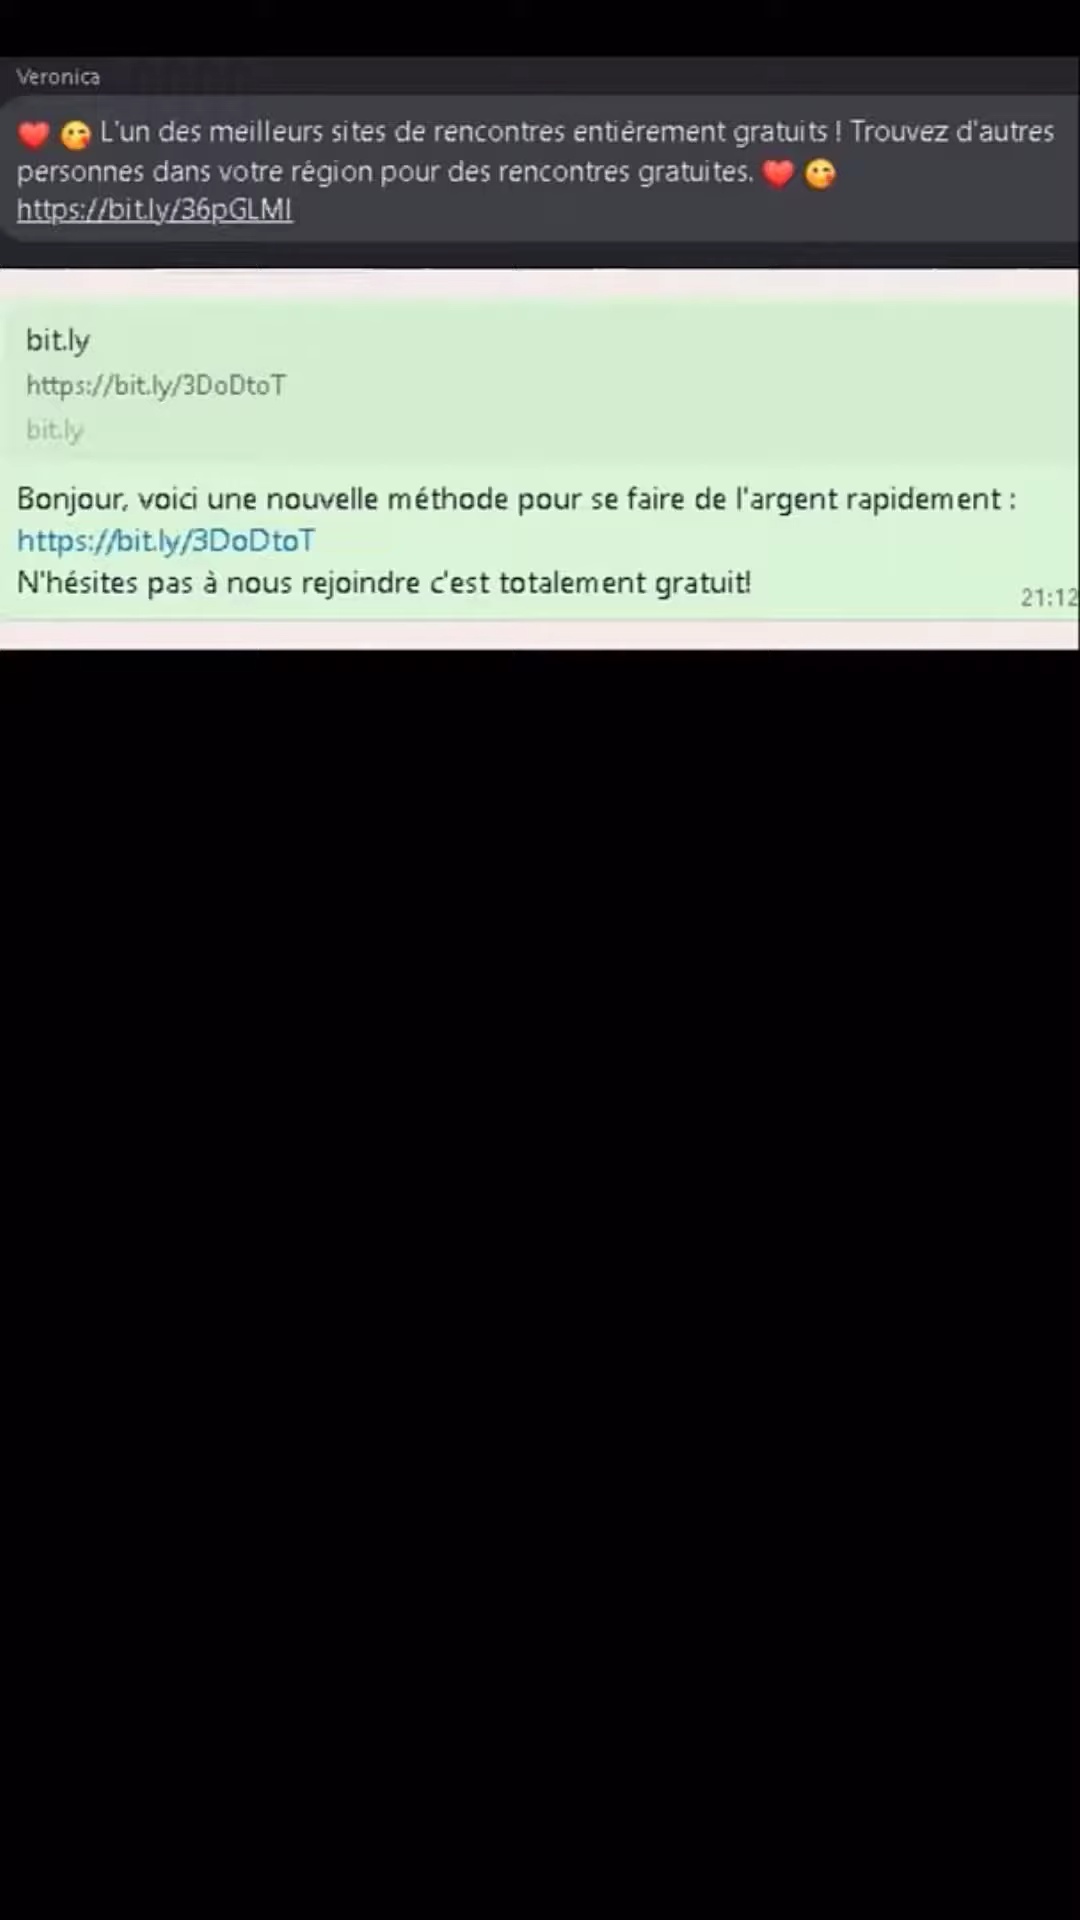 Veronica
❤️ 😘 L'un des meilleurs sites de rencontres entièrement gratuits ! Trouvez d'autres
personnes dans votre région pour des rencontres gratuites. ❤️ 😘
https://bit.ly/36pGLMI
bit.ly
https://bit.ly/3DoDtoT
bit.ly
Bonjour, voici une nouvelle méthode pour se faire de l'argent rapidement :
https://bit.ly/3DoDtoT
N'hésites pas à nous rejoindre c'est totalement gratuit!
21:12